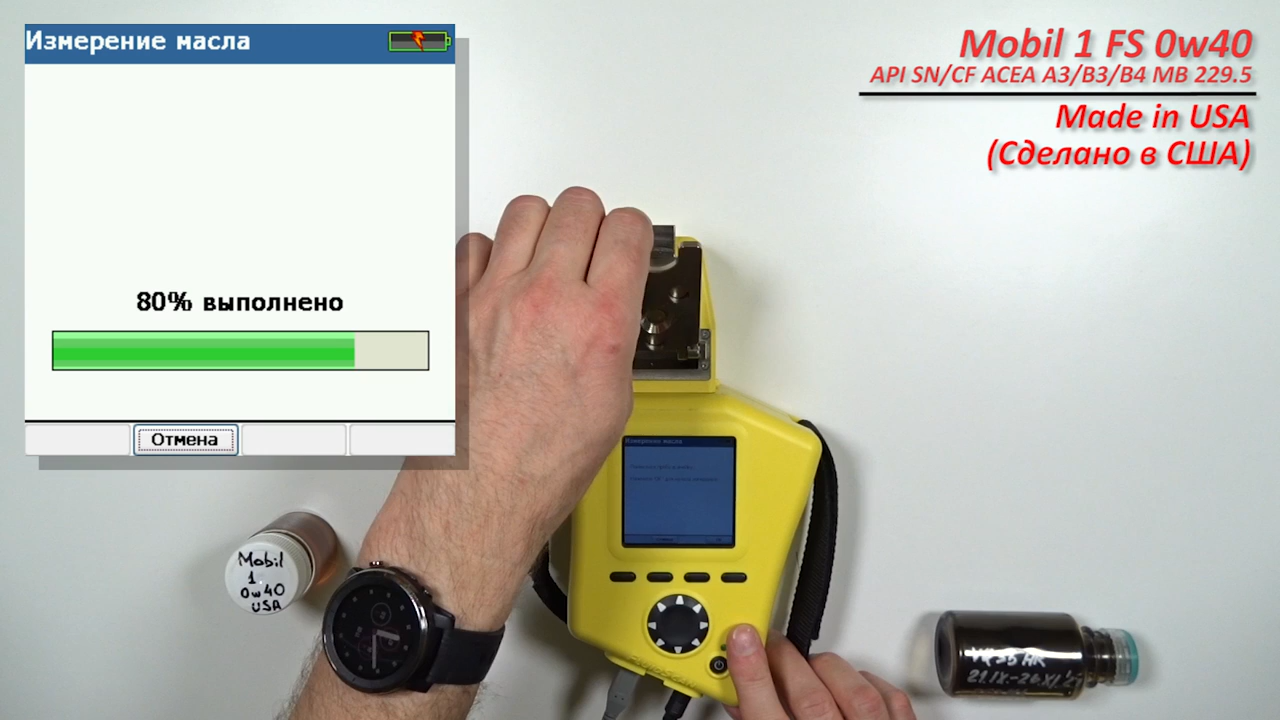 Измерение масла
80% выполнено
Отмена
Mobil 1 FS 0w40
API SN/CF ACEA A3/B3/B4 MB 229.5
Made in USA
(Сделано в США)
Измерение масла
Mobil
1
0w40
USA